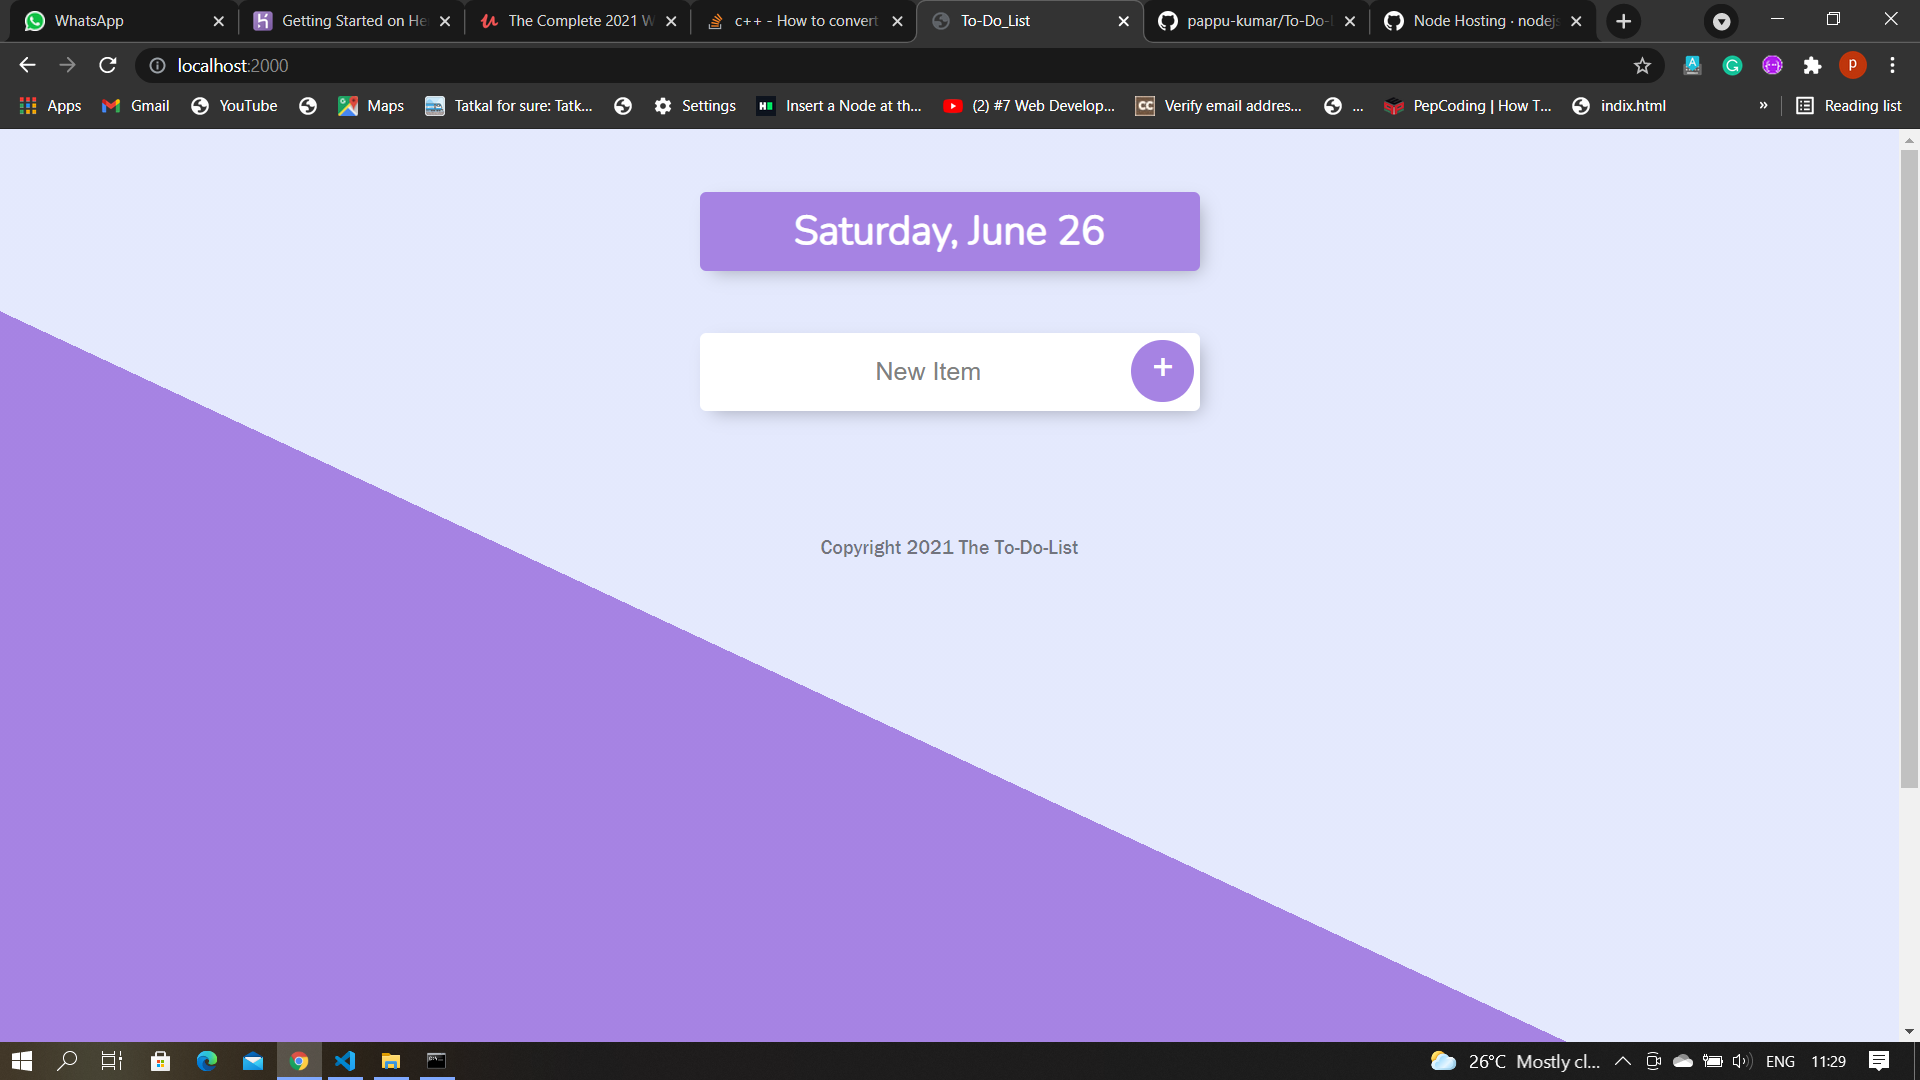 WhatsApp
Getting Started on He
The Complete 2021 W
c++ - How to convert
To-Do_List
pappu-kumar/To-Do-L
Node Hosting · nodejs
localhost:2000
P
Apps
Gmail
YouTube
Maps
Tatkal for sure: Tatk...
Settings
Insert a Node at th...
(2) #7 Web Develop...
CC
Verify email addres...
...
PepCoding | How T...
indix.html
»
Reading list
Saturday, June 26
New Item
+
Copyright 2021 The To-Do-List
26°C Mostly cl...
ENG
11:29